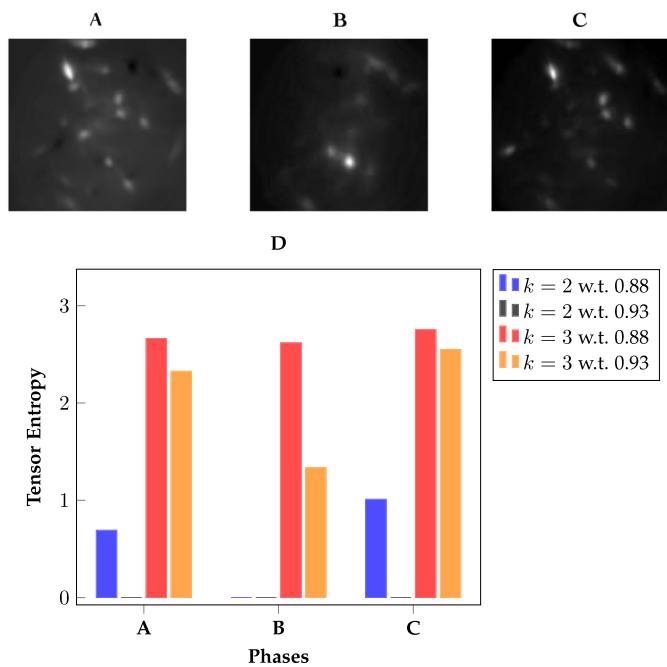 A B C
D
k = 2 w.t. 0.88
k = 2 w.t. 0.93
k = 3 w.t. 0.88
k = 3 w.t. 0.93
3
2
1
0
Tensor Entropy
A B C
Phases